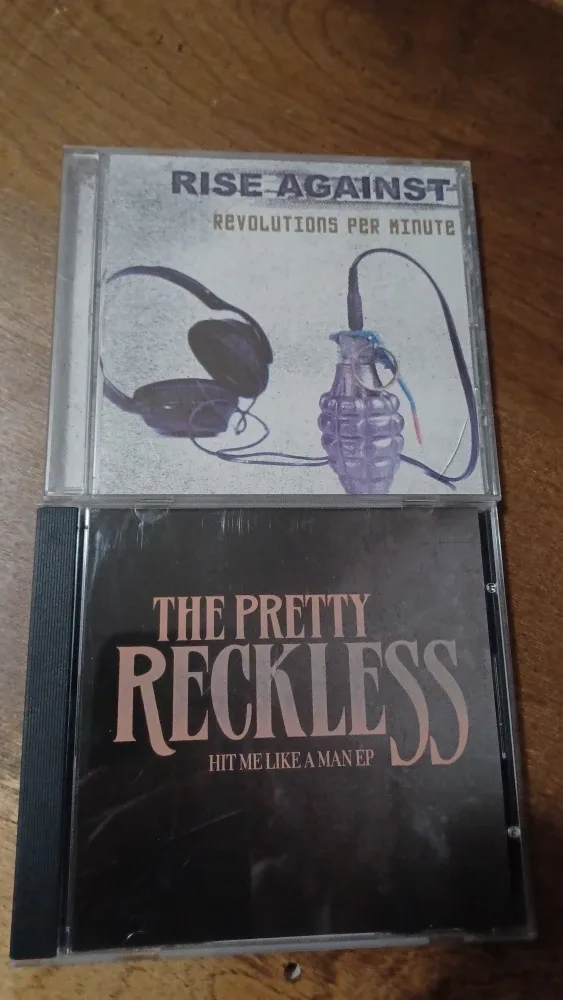 RISE AGAINST
REVOLUTIONS PER MINUTE
THE PRETTY
RECKLESS
HIT ME LIKE A MAN EP